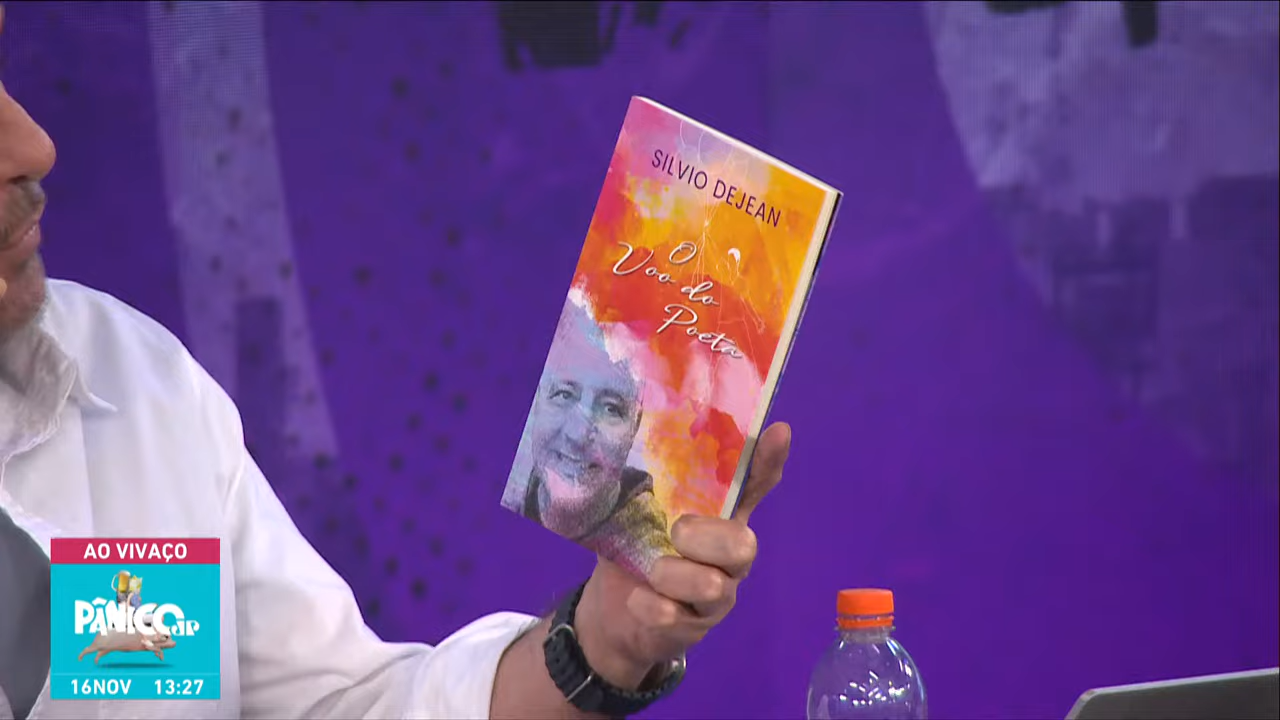 SILVIO DEJEAN
O
Voo do
Poeta
AO VIVAÇO
PÂNICO JP
16NOV 13:27